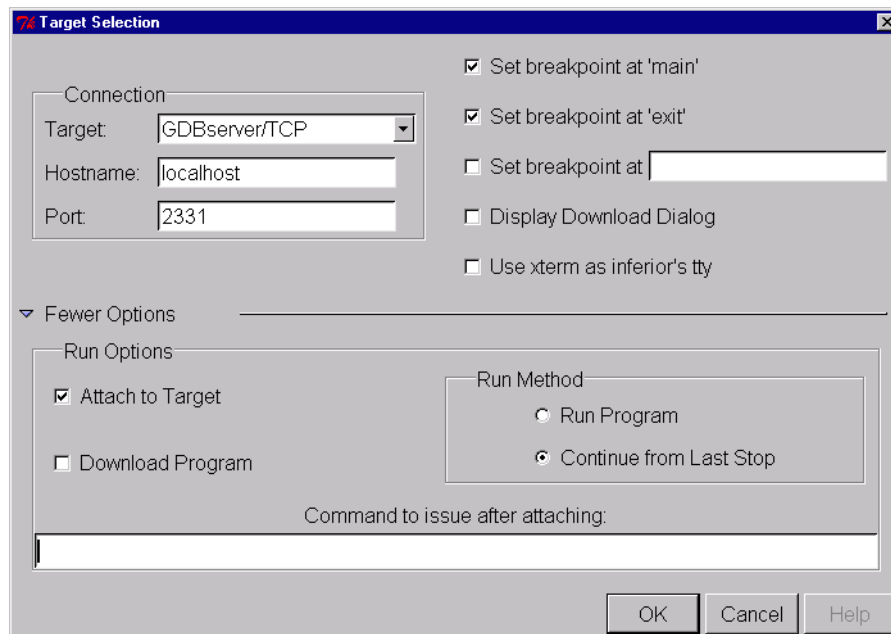 Target Selection
Connection
Target: GDBserver/TCP
Hostname: localhost
Port: 2331
Set breakpoint at 'main'
Set breakpoint at 'exit'
Set breakpoint at
Display Download Dialog
Use xterm as inferior's tty
Fewer Options
Run Options
Attach to Target
Download Program
Run Method
Run Program
Continue from Last Stop
Command to issue after attaching:
OK Cancel Help